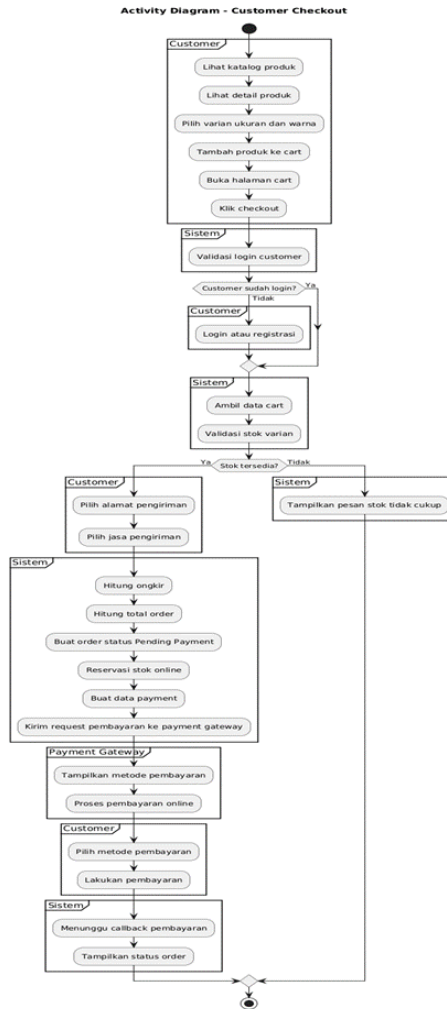 Activity Diagram - Customer Checkout
Customer
Lihat katalog produk
Lihat detail produk
Pilih varian ukuran dan warna
Tambah produk ke cart
Buka halaman cart
Klik checkout
Sistem
Validasi login customer
Customer sudah login?
Ya
Tidak
Customer
Login atau registrasi
Sistem
Ambil data cart
Validasi stok varian
Ya
Stok tersedia?
Tidak
Customer
Pilih alamat pengiriman
Pilih jasa pengiriman
Sistem
Tampilkan pesan stok tidak cukup
Sistem
Hitung ongkir
Hitung total order
Buat order status Pending Payment
Reservasi stok online
Buat data payment
Kirim request pembayaran ke payment gateway
Payment Gateway
Tampilkan metode pembayaran
Proses pembayaran online
Customer
Pilih metode pembayaran
Lakukan pembayaran
Sistem
Menunggu callback pembayaran
Tampilkan status order